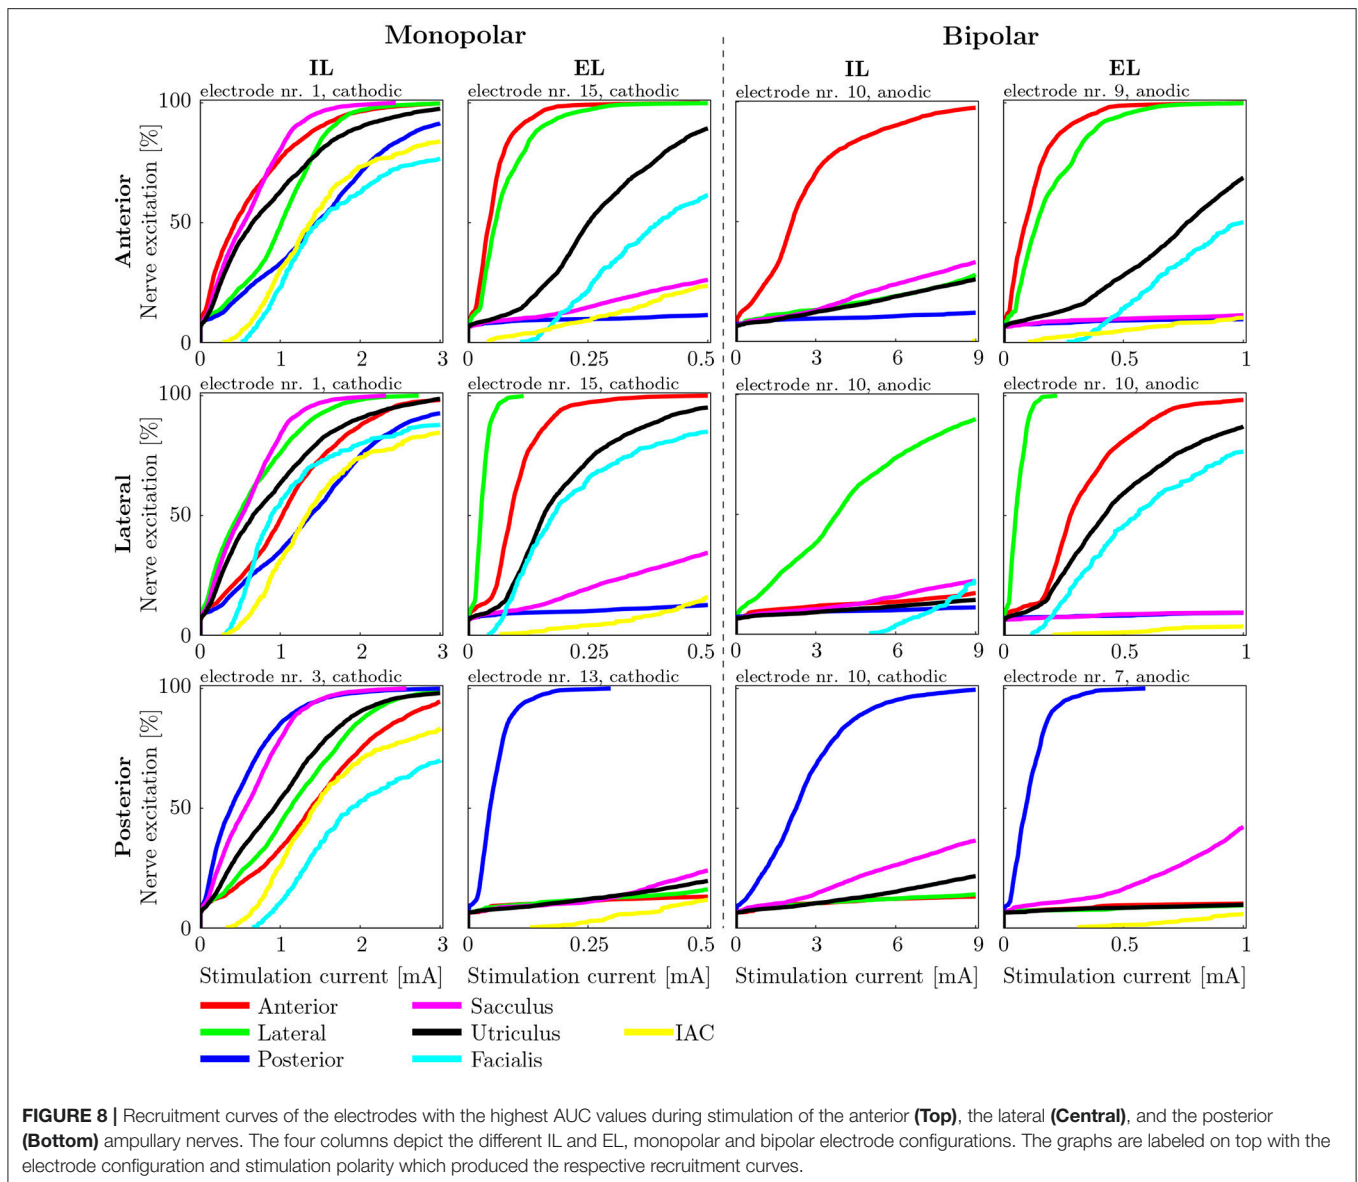 Monopolar Bipolar
IL EL IL EL
electrode nr. 1, cathodic electrode nr. 15, cathodic electrode nr. 10, anodic electrode nr. 9, anodic
Anterior
Nerve excitation [%]
100
50
0
0 1 2 3 0 0.25 0.5 0 3 6 9 0 0.5 1
electrode nr. 1, cathodic electrode nr. 15, cathodic electrode nr. 10, anodic electrode nr. 10, anodic
Lateral
Nerve excitation [%]
100
50
0
0 1 2 3 0 0.25 0.5 0 3 6 9 0 0.5 1
electrode nr. 3, cathodic electrode nr. 13, cathodic electrode nr. 10, cathodic electrode nr. 7, anodic
Posterior
Nerve excitation [%]
100
50
0
0 1 2 3 0 0.25 0.5 0 3 6 9 0 0.5 1
Stimulation current [mA] Stimulation current [mA] Stimulation current [mA] Stimulation current [mA]
Anterior Sacculus
Lateral Utriculus IAC
Posterior Facialis
FIGURE 8 | Recruitment curves of the electrodes with the highest AUC values during stimulation of the anterior (Top), the lateral (Central), and the posterior
(Bottom) ampullary nerves. The four columns depict the different IL and EL, monopolar and bipolar electrode configurations. The graphs are labeled on top with the
electrode configuration and stimulation polarity which produced the respective recruitment curves.